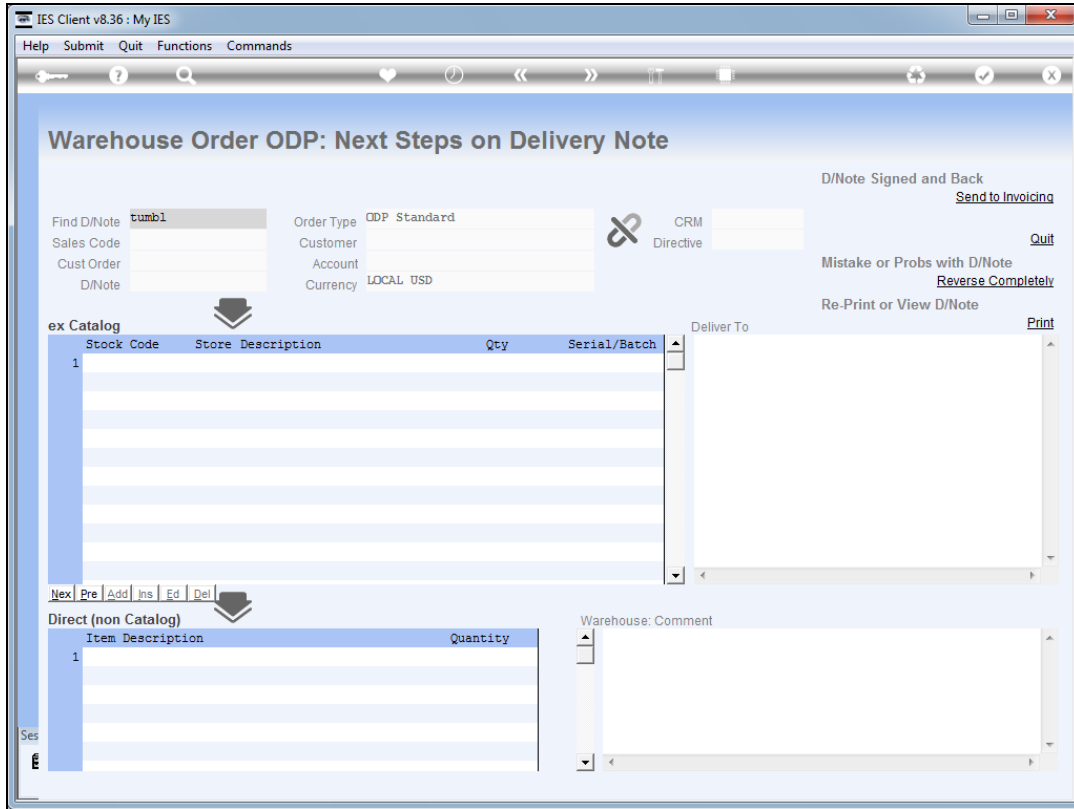 IES Client v8.36 : My IES
Help Submit Quit Functions Commands
Warehouse Order ODP: Next Steps on Delivery Note
D/Note Signed and Back
Send to Invoicing
Find D/Note tumbl Order Type ODP Standard CRM
Sales Code Customer Directive Quit
Cust Order Account Mistake or Probs with D/Note
D/Note Currency LOCAL USD Reverse Completely
Re-Print or View D/Note
ex Catalog Deliver To Print
Stock Code Store Description Qty Serial/Batch
1
Nex Pre Add Ins Ed Del
Direct (non Catalog) Warehouse: Comment
Item Description Quantity
1
Ses